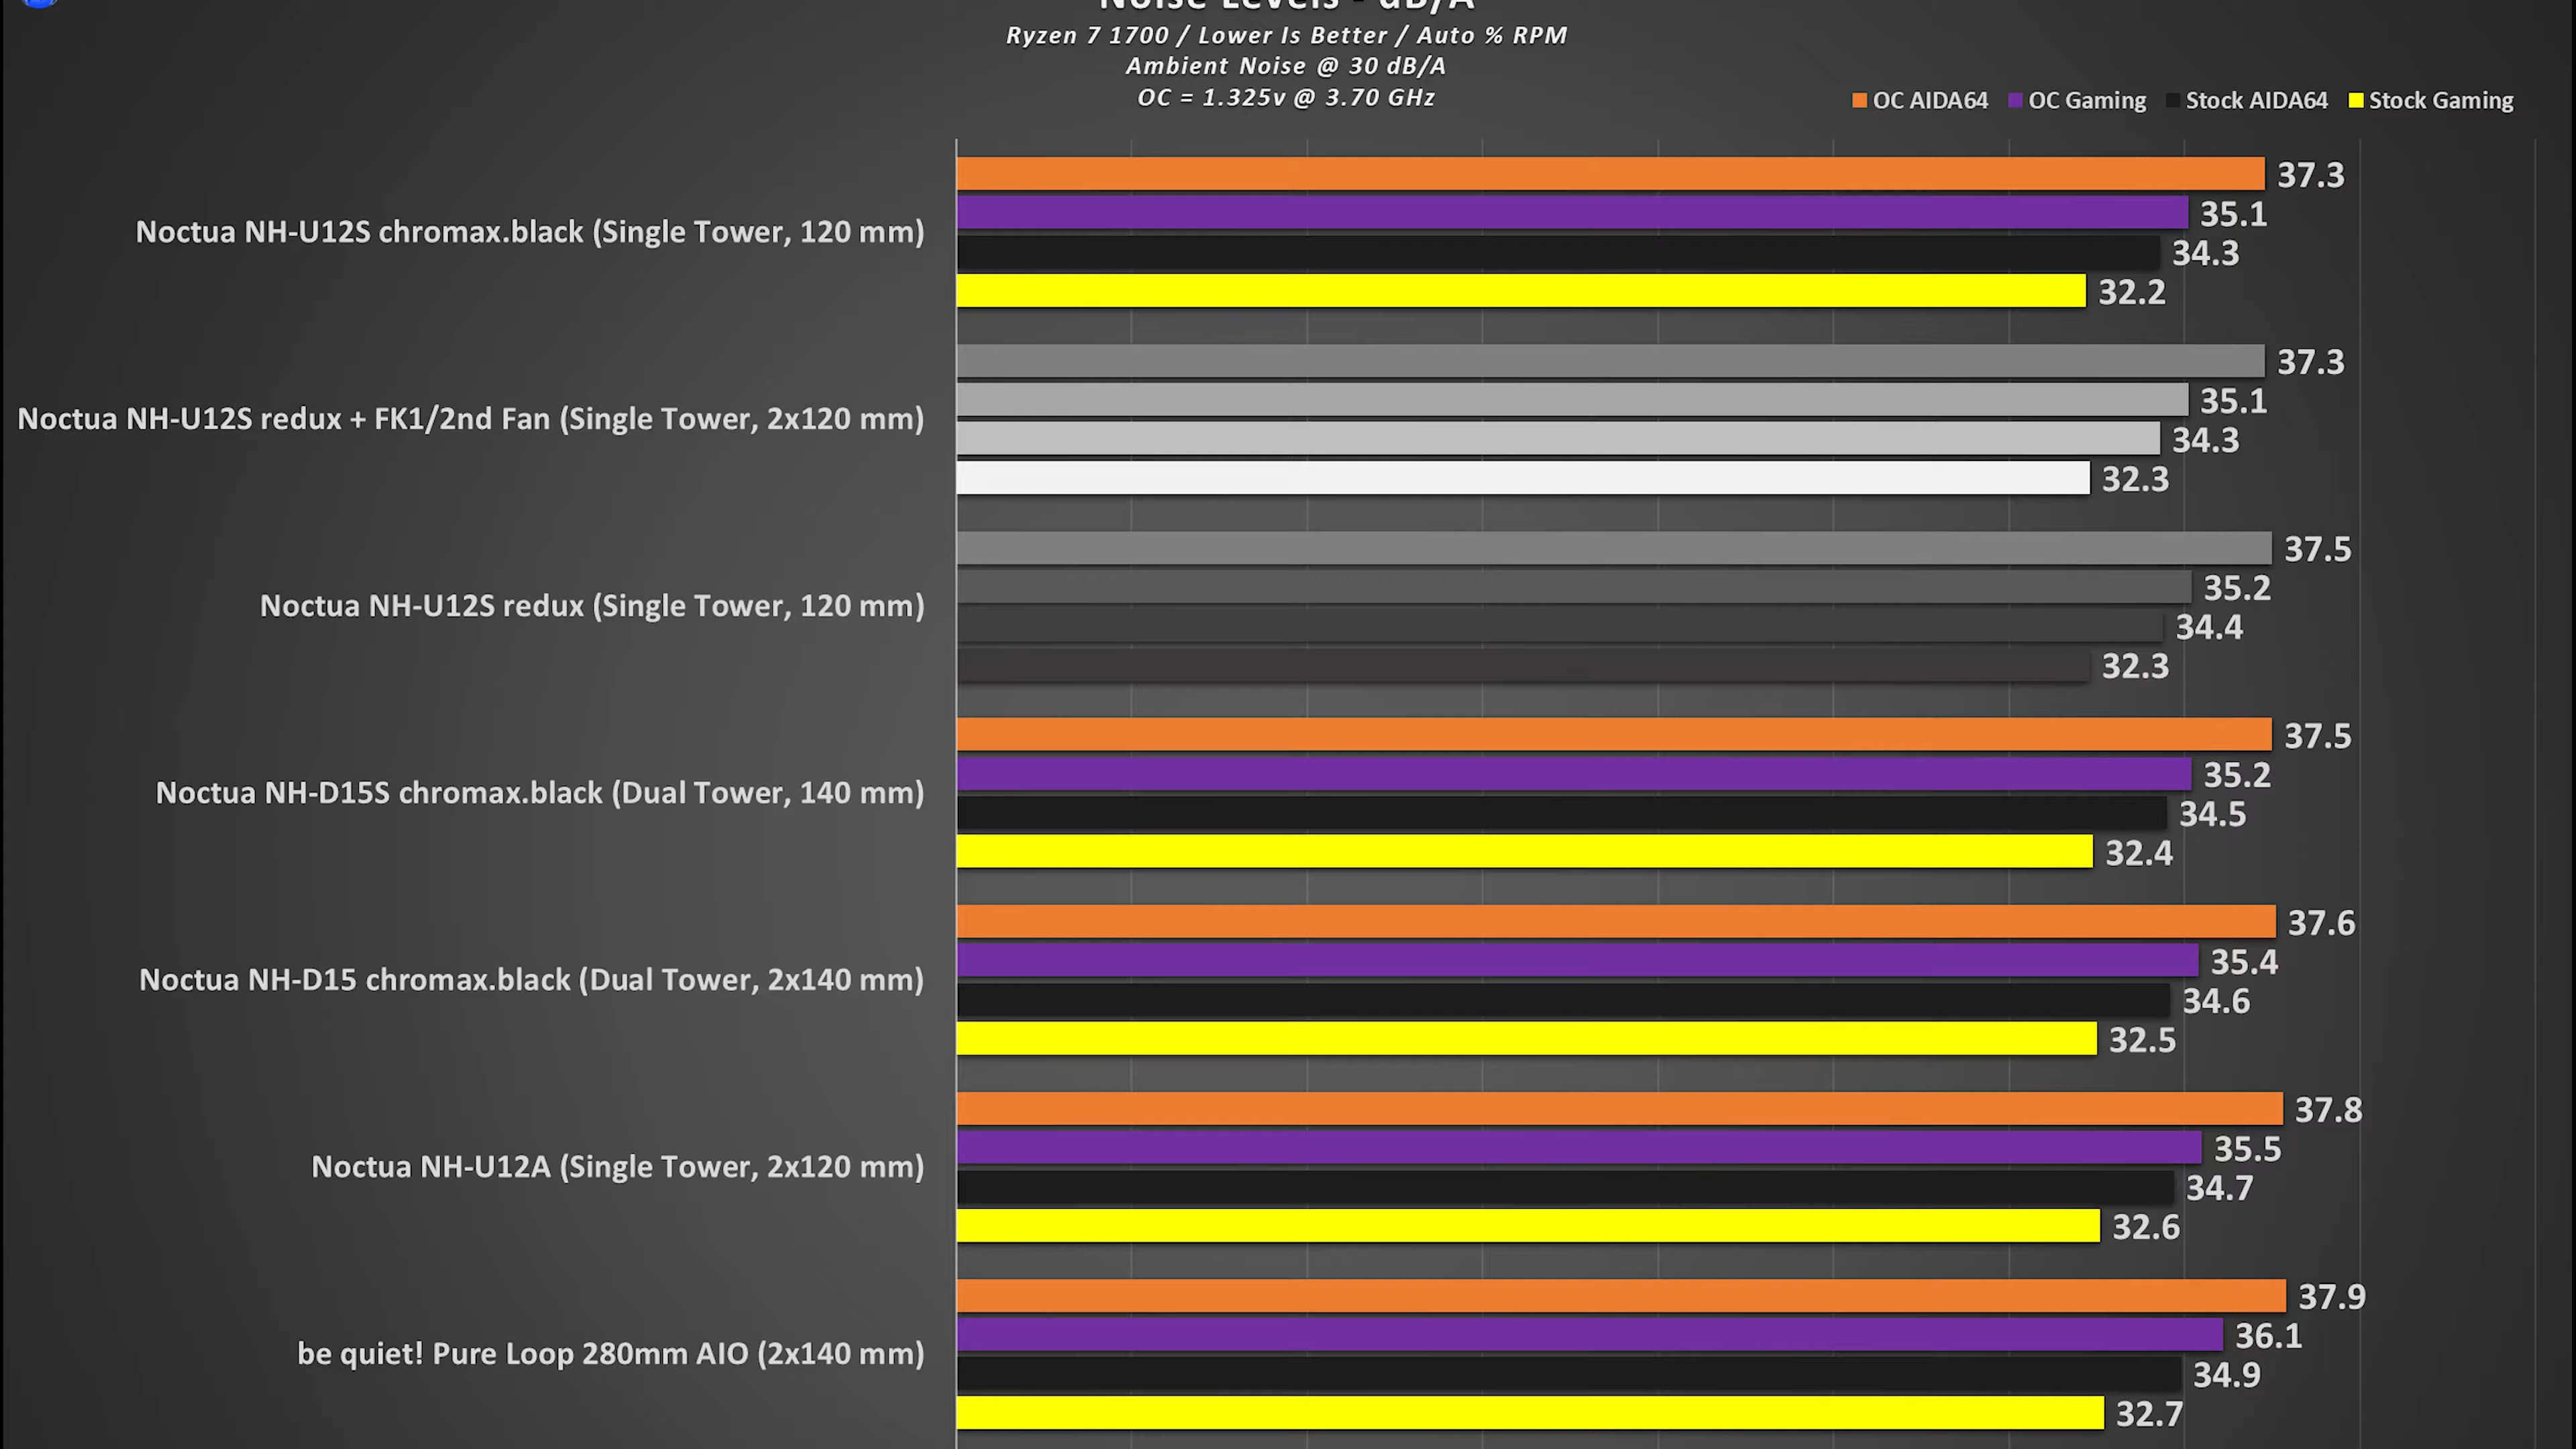 Noise Levels - dB/A
Ryzen 7 1700 / Lower Is Better / Auto % RPM
Ambient Noise @ 30 dB/A
OC = 1.325v @ 3.70 GHz
OC AIDA64 OC Gaming Stock AIDA64 Stock Gaming
Noctua NH-U12S chromax.black (Single Tower, 120 mm)
37.3
35.1
34.3
32.2
Noctua NH-U12S redux + FK1/2nd Fan (Single Tower, 2x120 mm)
37.3
35.1
34.3
32.3
Noctua NH-U12S redux (Single Tower, 120 mm)
37.5
35.2
34.4
32.3
Noctua NH-D15S chromax.black (Dual Tower, 140 mm)
37.5
35.2
34.5
32.4
Noctua NH-D15 chromax.black (Dual Tower, 2x140 mm)
37.6
35.4
34.6
32.5
Noctua NH-U12A (Single Tower, 2x120 mm)
37.8
35.5
34.7
32.6
be quiet! Pure Loop 280mm AIO (2x140 mm)
37.9
36.1
34.9
32.7